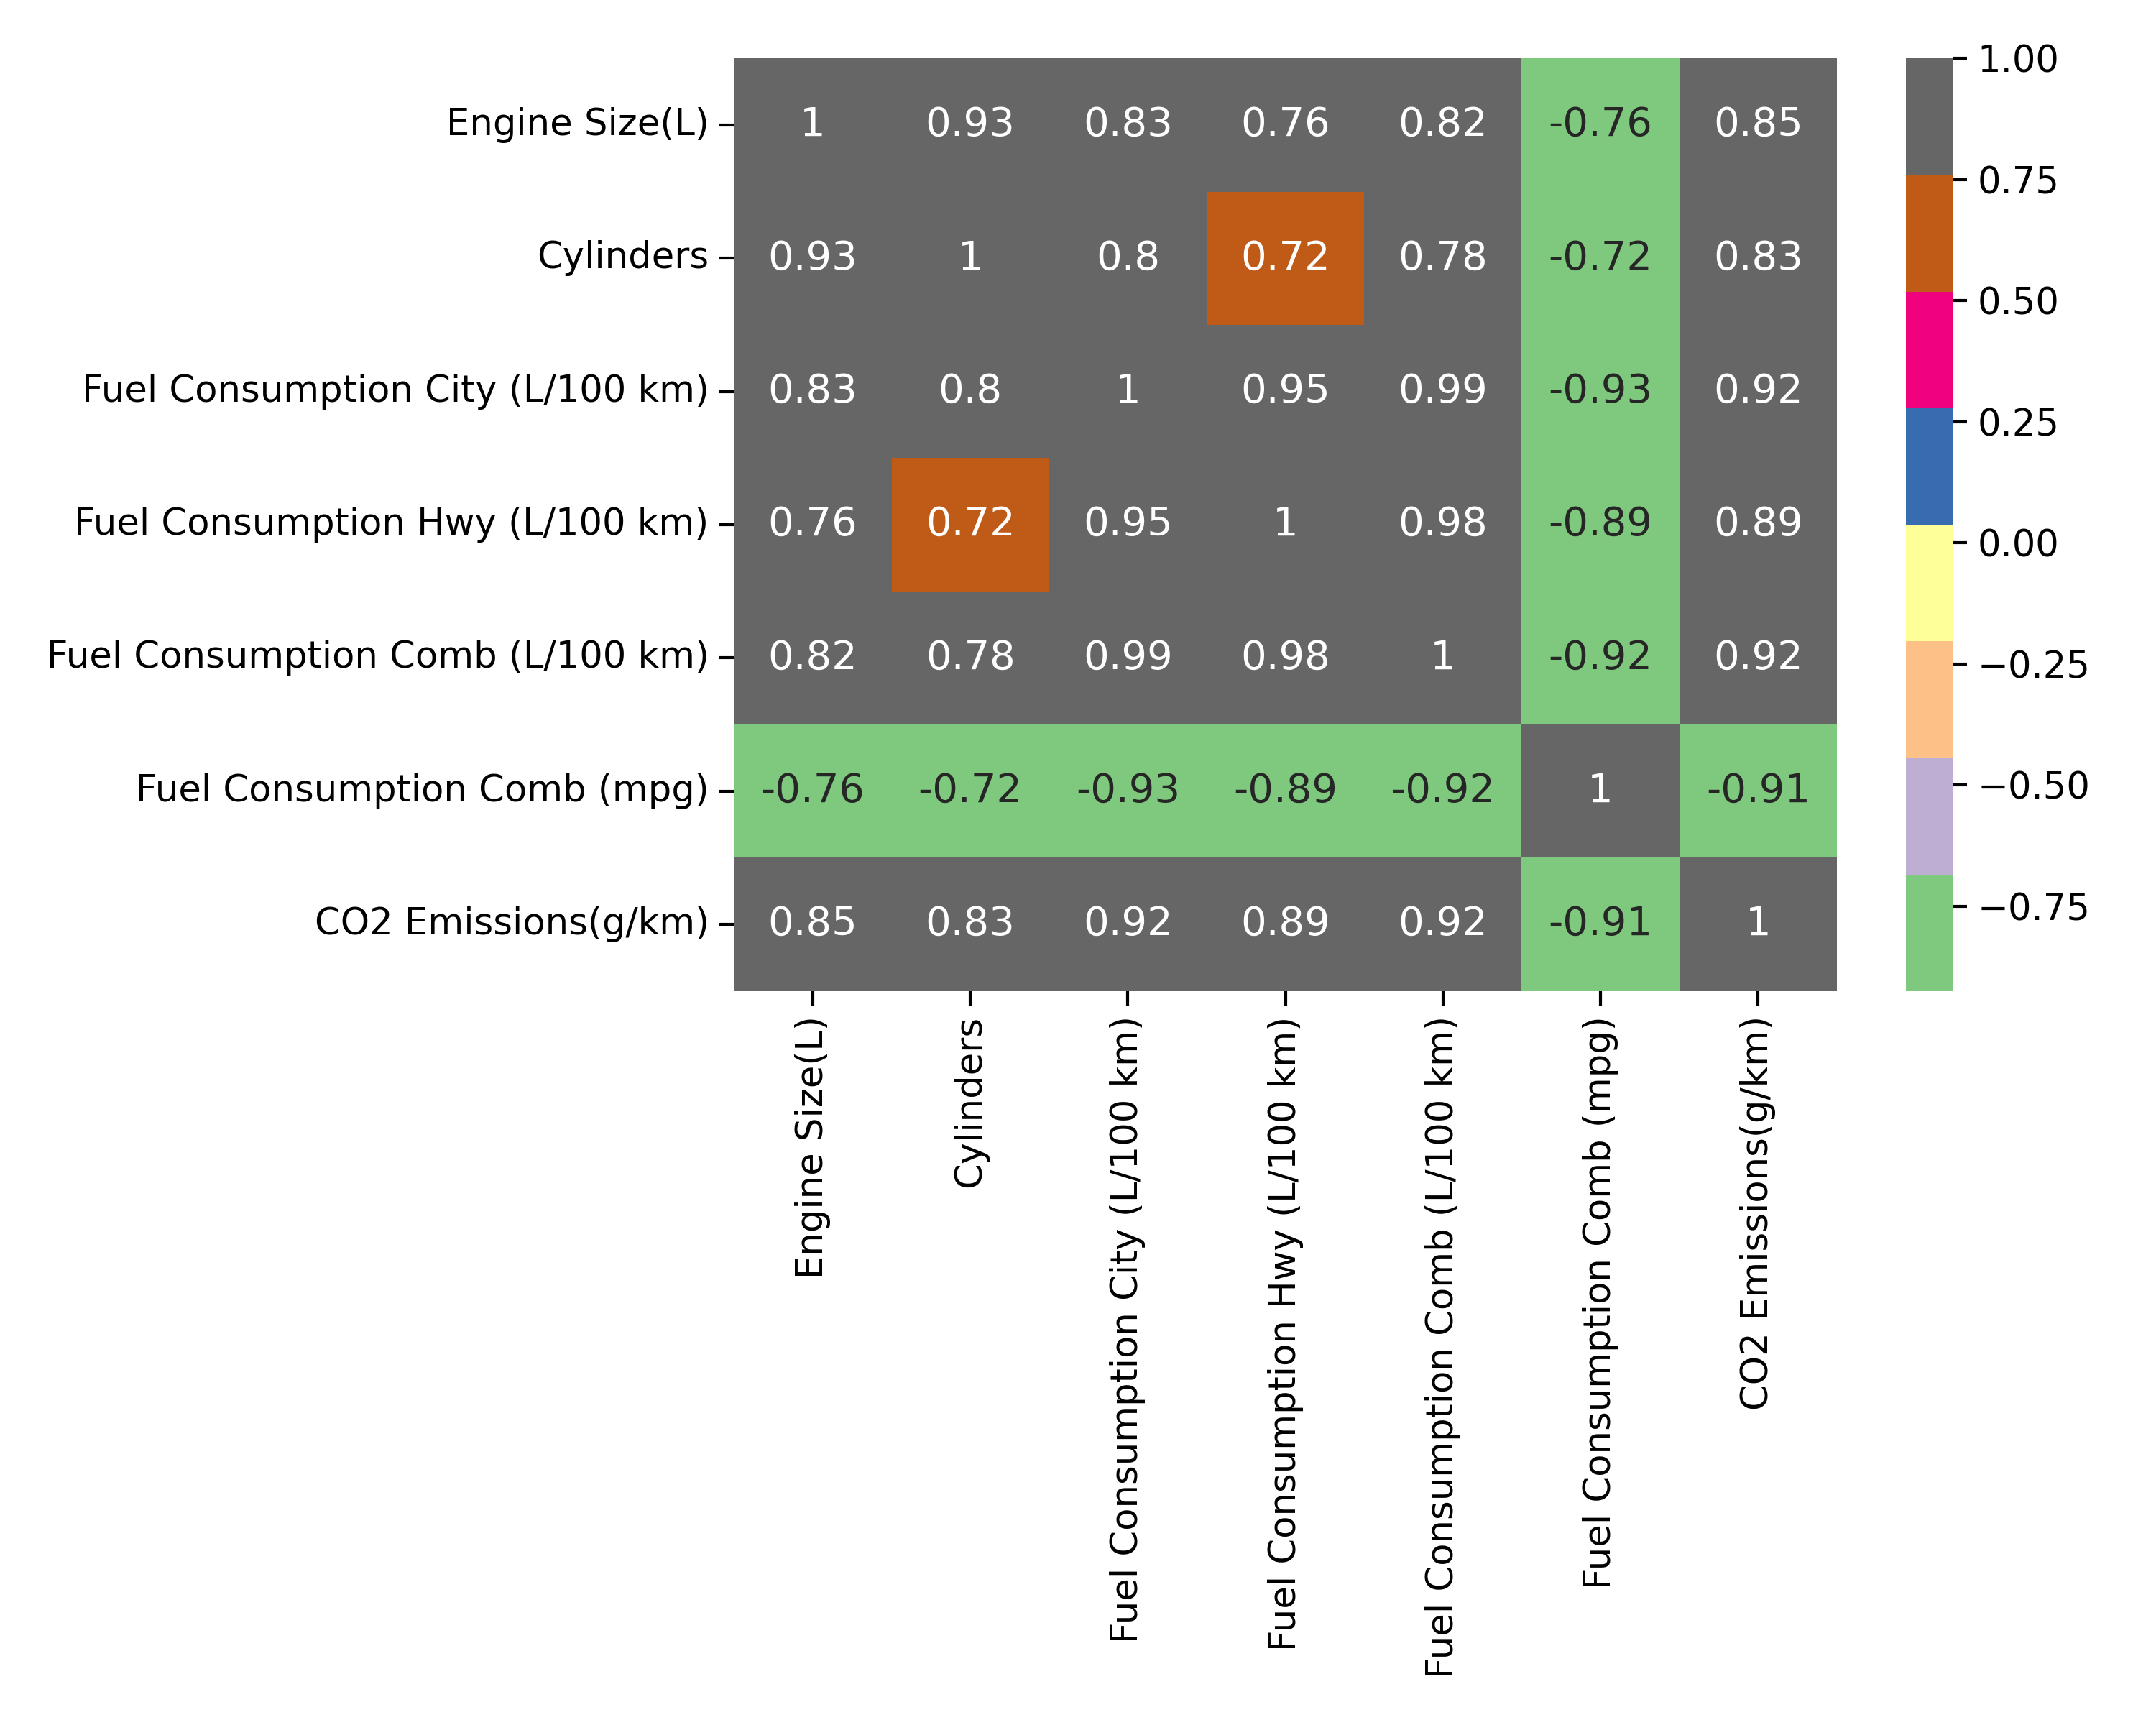 Engine Size(L) 1 0.93 0.83 0.76 0.82 -0.76 0.85
Cylinders 0.93 1 0.8 0.72 0.78 -0.72 0.83
Fuel Consumption City (L/100 km) 0.83 0.8 1 0.95 0.99 -0.93 0.92
Fuel Consumption Hwy (L/100 km) 0.76 0.72 0.95 1 0.98 -0.89 0.89
Fuel Consumption Comb (L/100 km) 0.82 0.78 0.99 0.98 1 -0.92 0.92
Fuel Consumption Comb (mpg) -0.76 -0.72 -0.93 -0.89 -0.92 1 -0.91
CO2 Emissions(g/km) 0.85 0.83 0.92 0.89 0.92 -0.91 1
Engine Size(L)
Cylinders
Fuel Consumption City (L/100 km)
Fuel Consumption Hwy (L/100 km)
Fuel Consumption Comb (L/100 km)
Fuel Consumption Comb (mpg)
CO2 Emissions(g/km)
1.00
0.75
0.50
0.25
0.00
−0.25
−0.50
−0.75